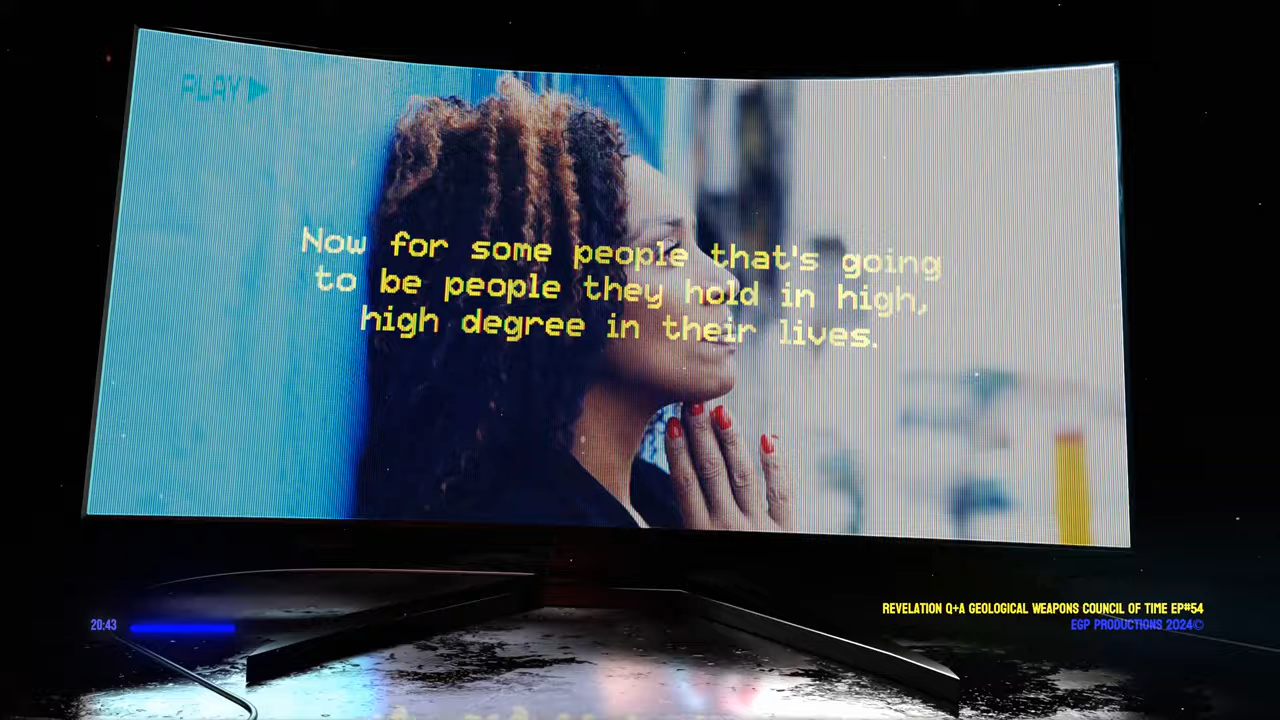 PLAY
Now for some people that's going
to be people they hold in high,
high degree in their lives.
REVELATION Q+A GEOLOGICAL WEAPONS COUNCIL OF TIME EP#54
20:43
EGP PRODUCTIONS 2024©